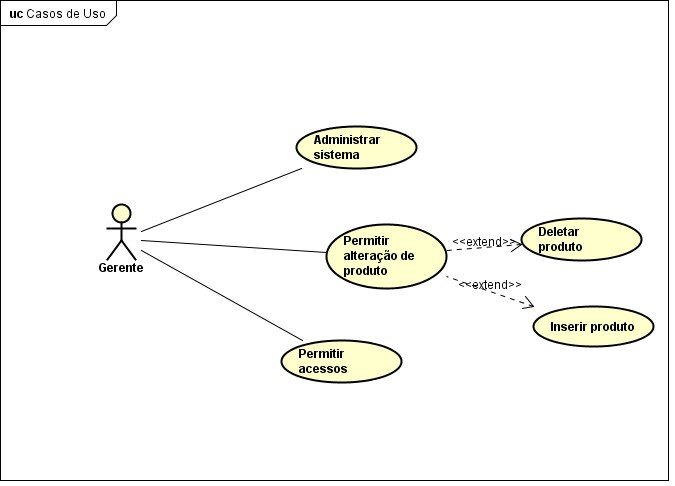 uc Casos de Uso
Administrar
sistema
Gerente
Permitir
alteração de
produto
<<extend>>
Deletar
produto
<<extend>>
Inserir produto
Permitir
acessos